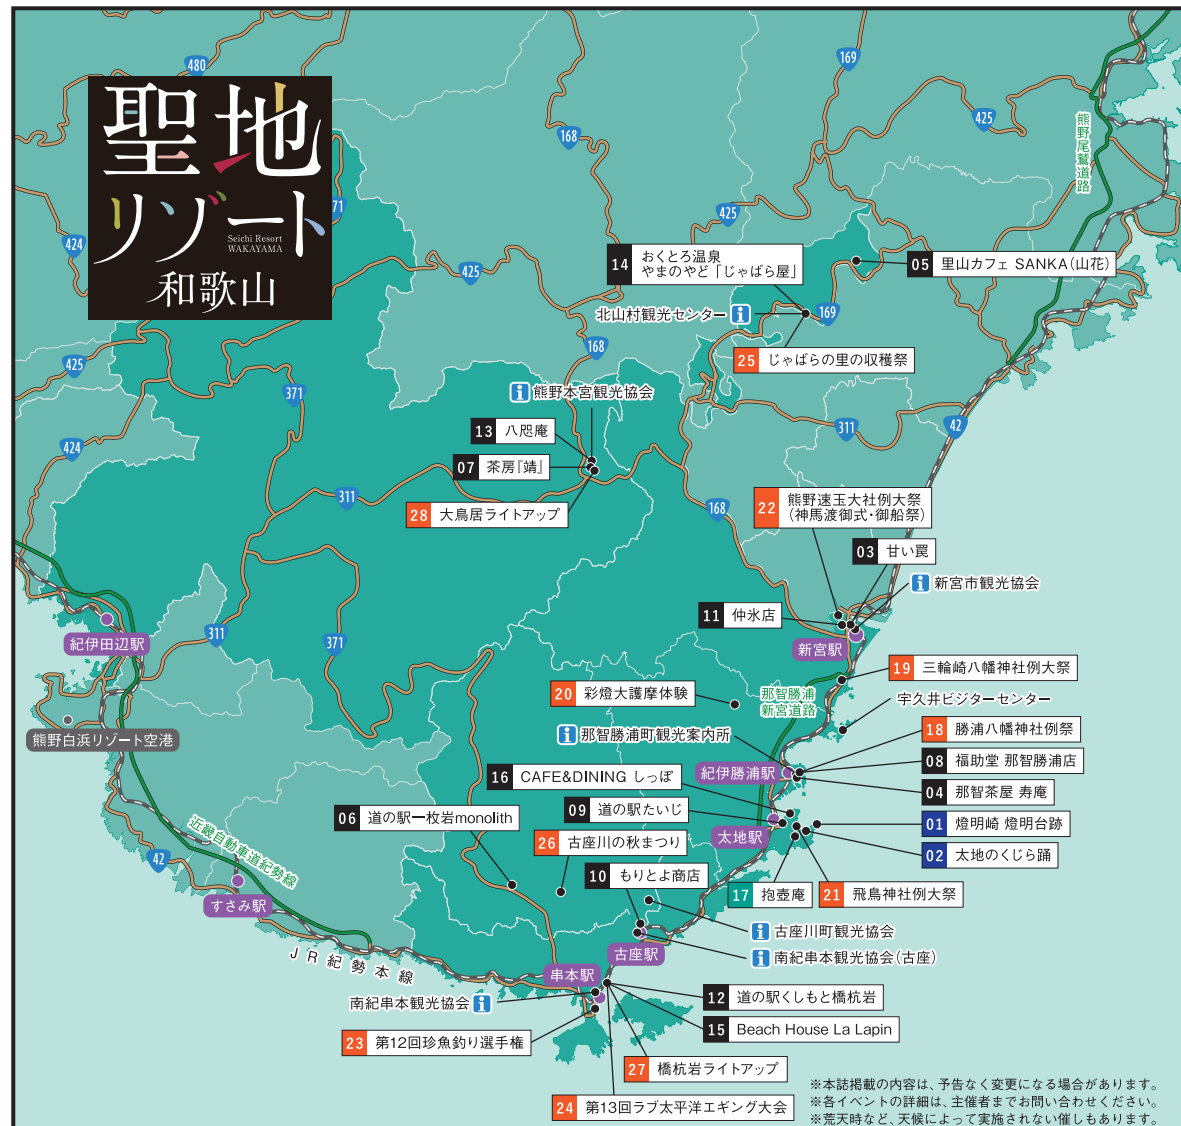 480
169
425
熊野尾鷲道路
聖地
リゾート
Seichi Resort
WAKAYAMA
和歌山
168
371
424
425
425
14 おくとろ温泉
やまのやど「じゃばら屋」
05 里山カフェ SANKA(山花)
北山村観光センター
169
25 じゃばらの里の収穫祭
168
425
371
熊野本宮観光協会
13 八咫庵
07 茶房『靖』
28 大鳥居ライトアップ
311
42
424
311
168
22 熊野速玉大社例大祭
(神馬渡御式・御船祭)
03 甘い罠
新宮市観光協会
11 仲氷店
新宮駅
紀伊田辺駅
311
371
19 三輪崎八幡神社例大祭
20 彩燈大護摩体験
那智勝浦
新宮道路
宇久井ビジターセンター
熊野白浜リゾート空港
那智勝浦町観光案内所
18 勝浦八幡神社例祭
紀伊勝浦駅
08 福助堂 那智勝浦店
16 CAFE&DINING しっぽ
04 那智茶屋 寿庵
09 道の駅たいじ
06 道の駅一枚岩monolith
01 燈明崎 燈明台跡
太地駅
26 古座川の秋まつり
02 太地のくじら踊
近畿自動車道紀勢線
42
10 もりとよ商店
17 抱壺庵
21 飛鳥神社例大祭
すさみ駅
古座川町観光協会
古座駅
南紀串本観光協会(古座)
JR紀勢本線
串本駅
南紀串本観光協会
12 道の駅くしもと橋杭岩
15 Beach House La Lapin
23 第12回珍魚釣り選手権
27 橋杭岩ライトアップ
24 第13回ラブ太平洋エギング大会
※本誌掲載の内容は、予告なく変更になる場合があります。
※各イベントの詳細は、主催者までお問い合わせください。
※荒天時など、天候によって実施されない催しもあります。